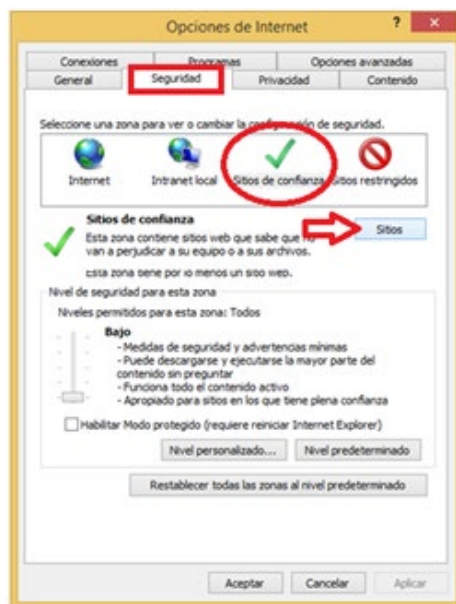 Opciones de Internet
?
Conexiones Programas Opciones avanzadas
General Seguridad Privacidad Contenido
Seleccione una zona para ver o cambiar la configuración de seguridad.
Internet Intranet local Sitios de confianza Sitios restringidos
Sitios de confianza
Sitios
Esta zona contiene sitios web que sabe que no
van a perjudicar a su equipo o a sus archivos.
Esta zona tiene por lo menos un sitio web.
Nivel de seguridad para esta zona
Niveles permitidos para esta zona: Todos
Bajo
- Medidas de seguridad y advertencias mínimas
- Puede descargarse y ejecutarse la mayor parte del
contenido sin preguntar
- Funciona todo el contenido activo
- Apropiado para sitios en los que tiene plena confianza
Habilitar Modo protegido (requiere reiniciar Internet Explorer)
Nivel personalizado... Nivel predeterminado
Restablecer todas las zonas al nivel predeterminado
Aceptar Cancelar Aplicar